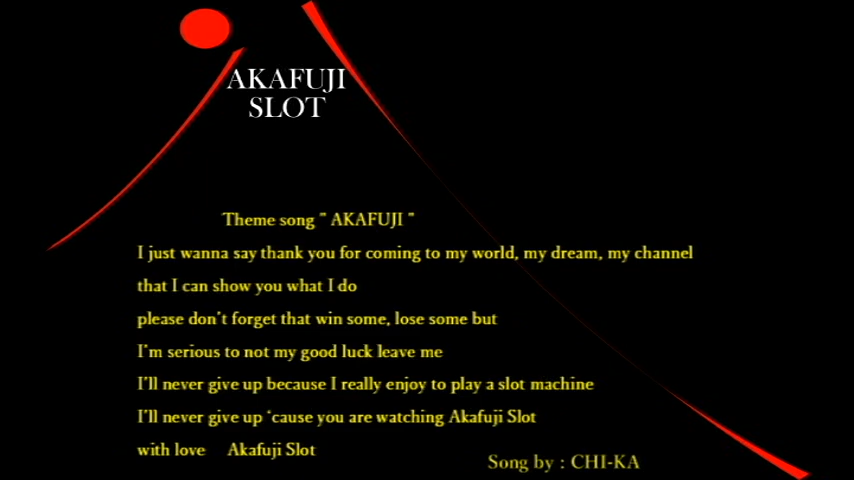 AKAFUJI
SLOT
Theme song " AKAFUJI "
I just wanna say thank you for coming to my world, my dream, my channel
that I can show you what I do
please don't forget that win some, lose some but
I'm serious to not my good luck leave me
I'll never give up because I really enjoy to play a slot machine
I'll never give up ‘cause you are watching Akafuji Slot
with love Akafuji Slot
Song by : CHI-KA